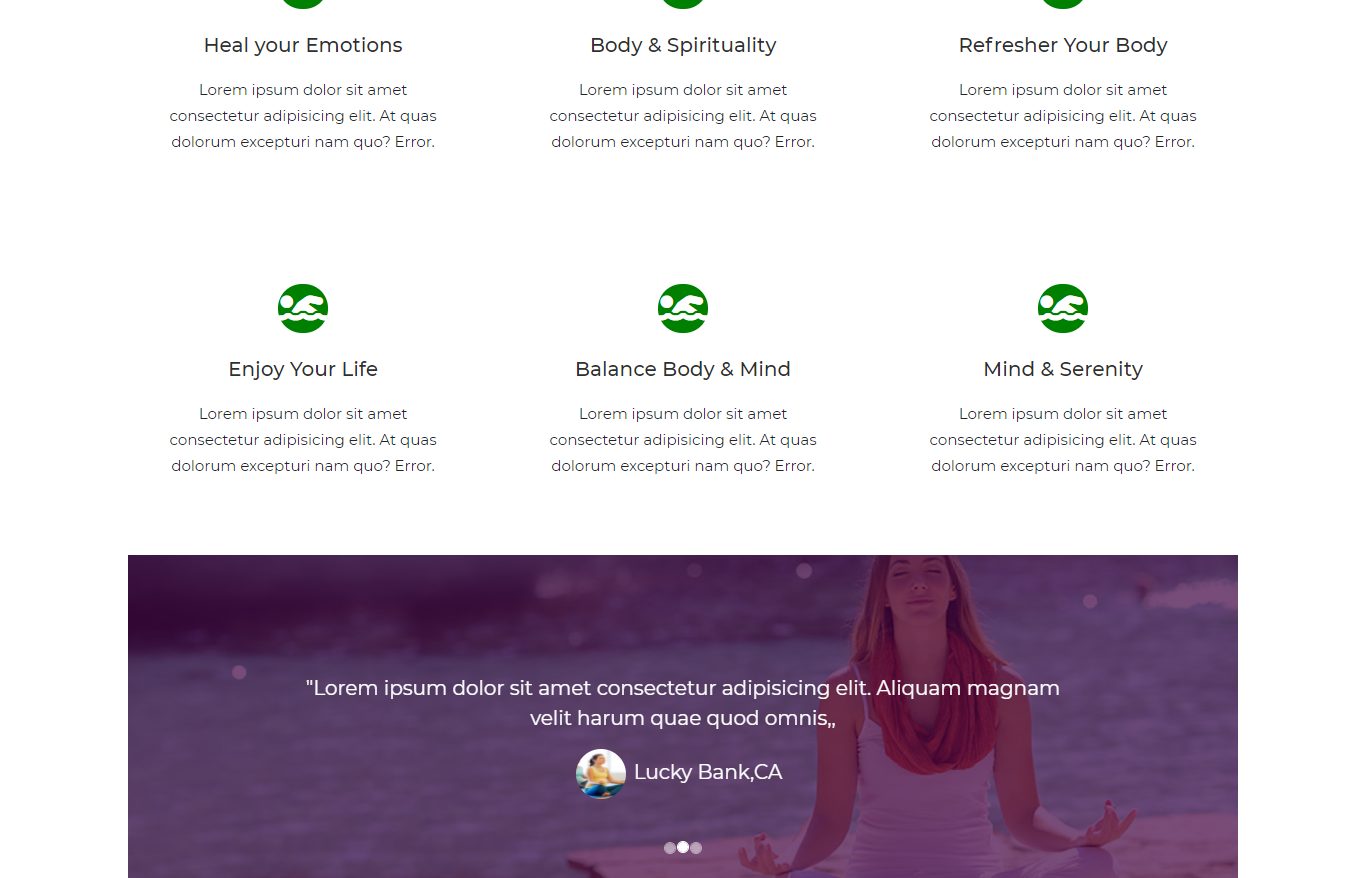 Heal your Emotions
Body & Spirituality
Refresher Your Body
Lorem ipsum dolor sit amet
consectetur adipisicing elit. At quas
dolorum excepturi nam quo? Error.
Lorem ipsum dolor sit amet
consectetur adipisicing elit. At quas
dolorum excepturi nam quo? Error.
Lorem ipsum dolor sit amet
consectetur adipisicing elit. At quas
dolorum excepturi nam quo? Error.
Enjoy Your Life
Balance Body & Mind
Mind & Serenity
Lorem ipsum dolor sit amet
consectetur adipisicing elit. At quas
dolorum excepturi nam quo? Error.
Lorem ipsum dolor sit amet
consectetur adipisicing elit. At quas
dolorum excepturi nam quo? Error.
Lorem ipsum dolor sit amet
consectetur adipisicing elit. At quas
dolorum excepturi nam quo? Error.
"Lorem ipsum dolor sit amet consectetur adipisicing elit. Aliquam magnam
velit harum quae quod omnis,,
Lucky Bank,CA